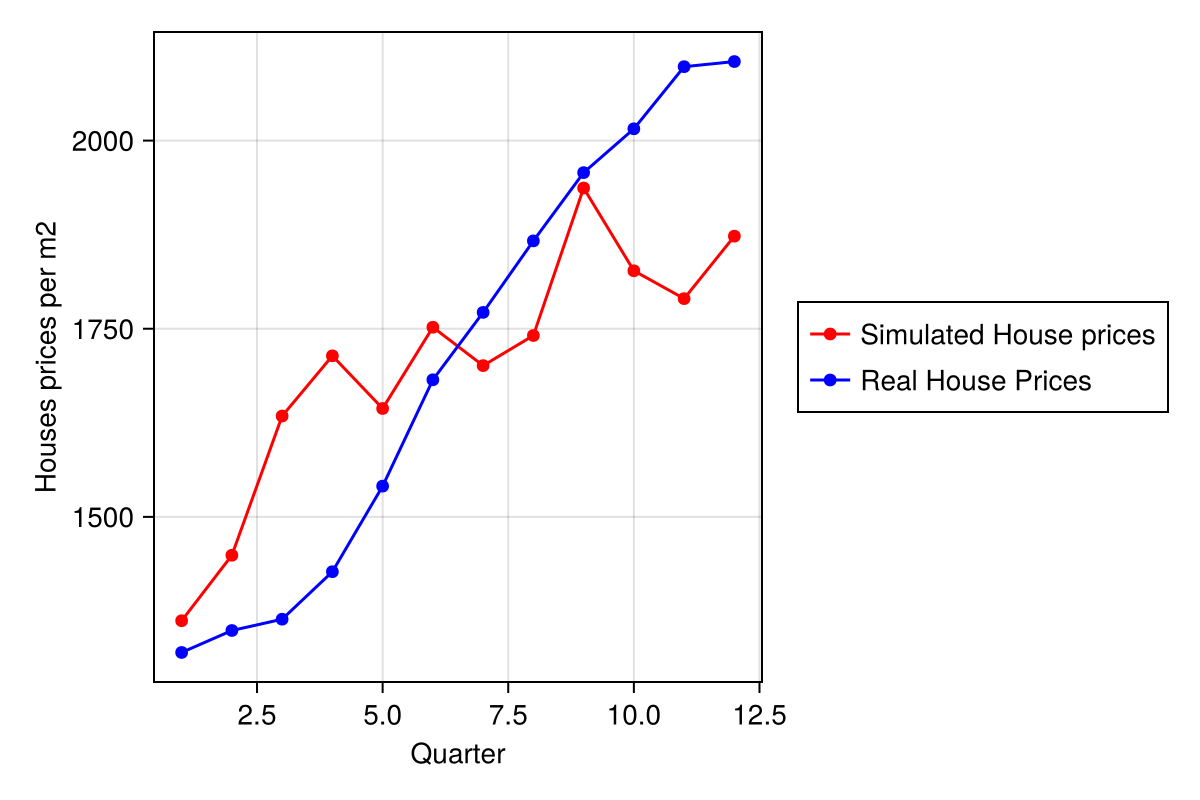 2000
1750
1500
Houses prices per m2
2.5 5.0 7.5 10.0 12.5
Quarter
Simulated House prices
Real House Prices